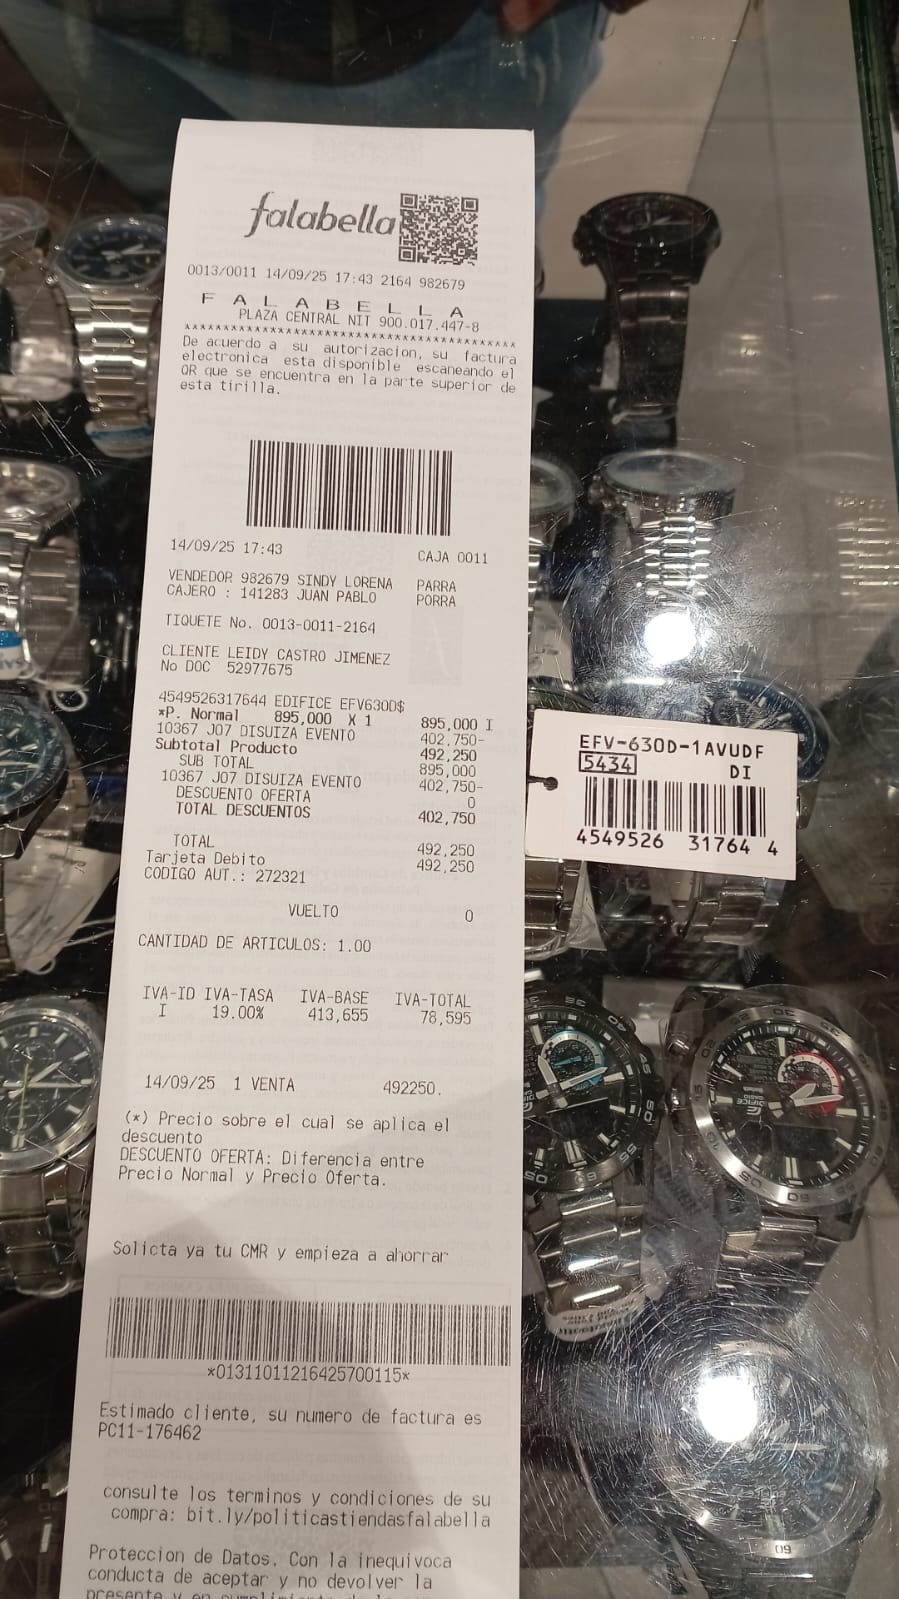 falabella
0013/0011 14/09/25 17:43 2164 982679
F A L A B E L L A
PLAZA CENTRAL NIT 900.017.447-8
De acuerdo a su autorizacion, su factura
electronica esta disponible escaneando el
QR que se encuentra en la parte superior de
esta tirilla.
14/09/25 17:43 CAJA 0011
VENDEDOR 982679 SINDY LORENA PARRA
CAJERO : 141283 JUAN PABLO PORRA
TIQUETE No. 0013-0011-2164
CLIENTE LEIDY CASTRO JIMENEZ
No DOC 52977675
4549526317644 EDIFICE EFV630D$
*P. Normal 895,000 X 1 895,000 I
10367 J07 DISUIZA EVENTO 402,750-
Subtotal Producto 492,250
SUB TOTAL 895,000
10367 J07 DISUIZA EVENTO 402,750-
DESCUENTO OFERTA 0
TOTAL DESCUENTOS 402,750
TOTAL 492,250
Tarjeta Debito 492,250
CODIGO AUT.: 272321
VUELTO 0
CANTIDAD DE ARTICULOS: 1.00
IVA-ID IVA-TASA IVA-BASE IVA-TOTAL
I 19.00% 413,655 78,595
14/09/25 1 VENTA 492250.
(*) Precio sobre el cual se aplica el
descuento
DESCUENTO OFERTA: Diferencia entre
Precio Normal y Precio Oferta.
Solicta ya tu CMR y empieza a ahorrar
*01311011216425700115*
Estimado cliente, su numero de factura es
PC11-176462
consulte los terminos y condiciones de su
compra: bit.ly/politicastiendasfalabella
Proteccion de Datos. Con la inequivoca
conducta de aceptar y no devolver la
presente y en cumplimiento de la
EFV-630D-1AVUDF
5434 DI
4549526 31764 4
EDIFICE
CASIO